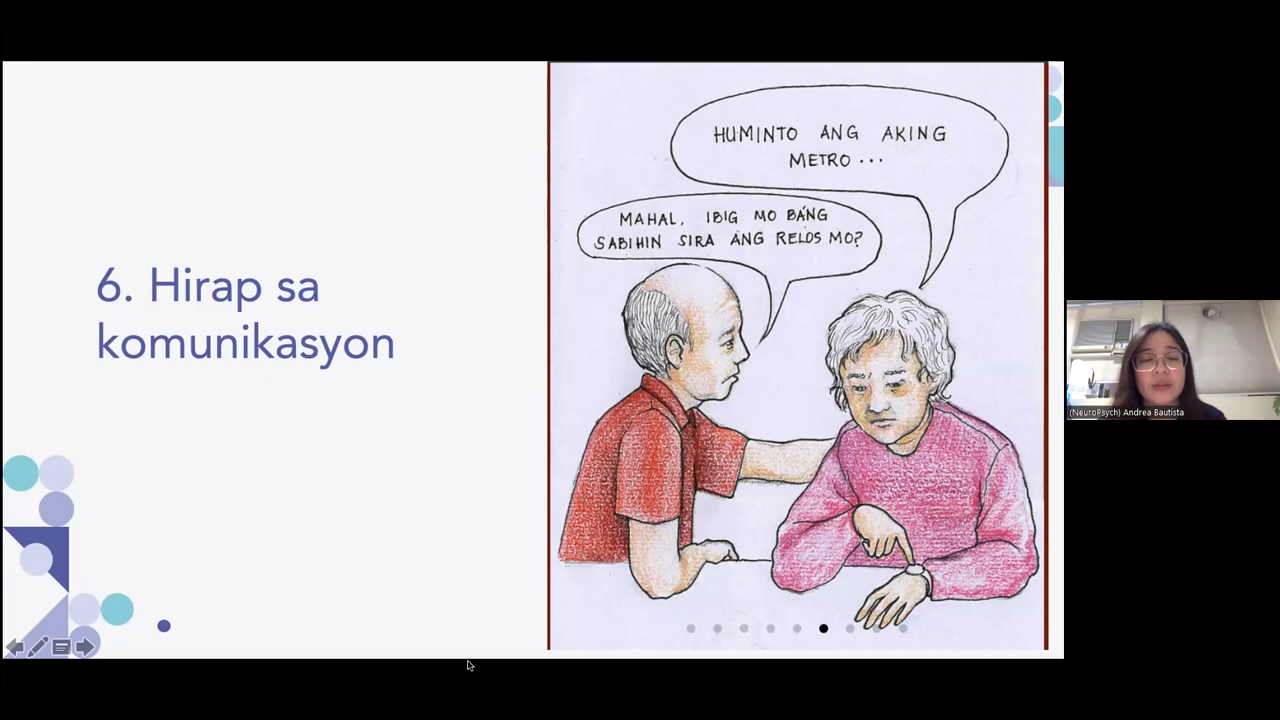 6. Hirap sa
komunikasyon
HUMINTO ANG AKING
METRO...
MAHAL, IBIG MO BANG
SABIHIN SIRA ANG RELOS MO?
(NeuroPsych) Andrea Bautista